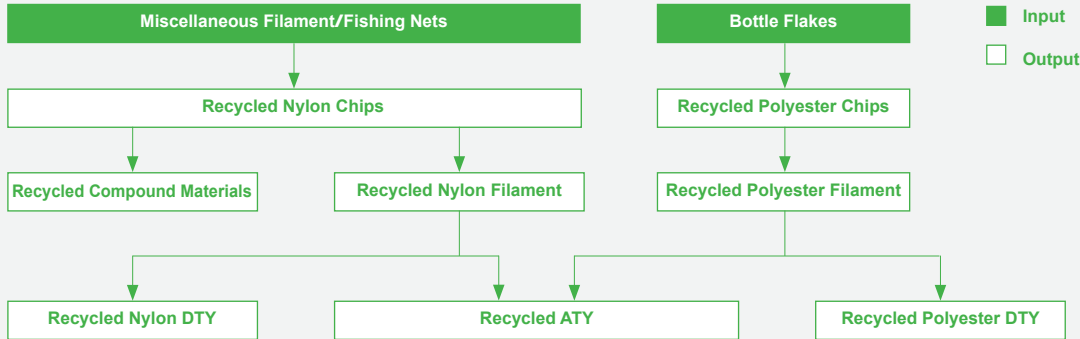 Miscellaneous Filament/Fishing Nets
Bottle Flakes
Input
Output
Recycled Nylon Chips
Recycled Polyester Chips
Recycled Compound Materials
Recycled Nylon Filament
Recycled Polyester Filament
Recycled Nylon DTY
Recycled ATY
Recycled Polyester DTY